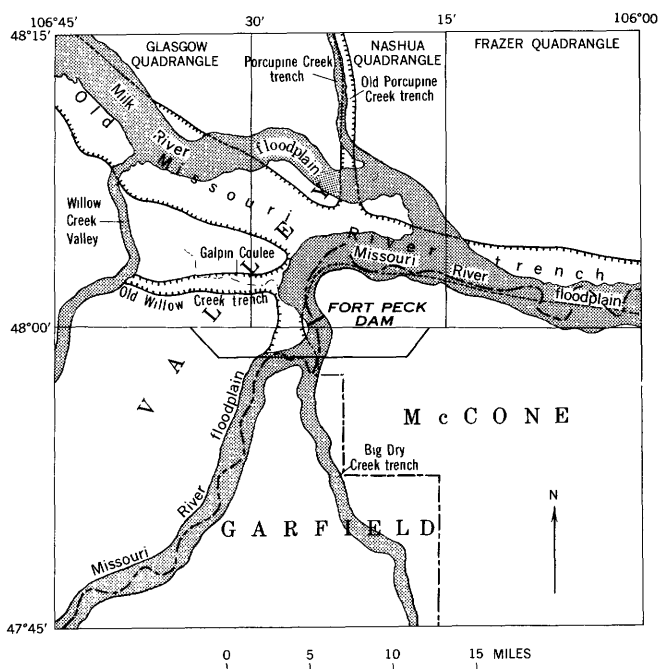 106°45'
30'
15'
106°00'
48°15'
GLASGOW
QUADRANGLE
NASHUA
QUADRANGLE
FRAZER QUADRANGLE
Porcupine Creek
trench
Old Porcupine
Creek trench
Old
Milk
River
floodplain
Missouri
River
trench
Willow
Creek
Valley
Galpin Coulee
Old Willow
Creek trench
Missouri
River
floodplain
FORT PECK
DAM
48°00'
VALLEY
McCONE
floodplain
River
Missouri
Big Dry
Creek trench
GARFIELD
N
47°45'
0 5 10 15 MILES